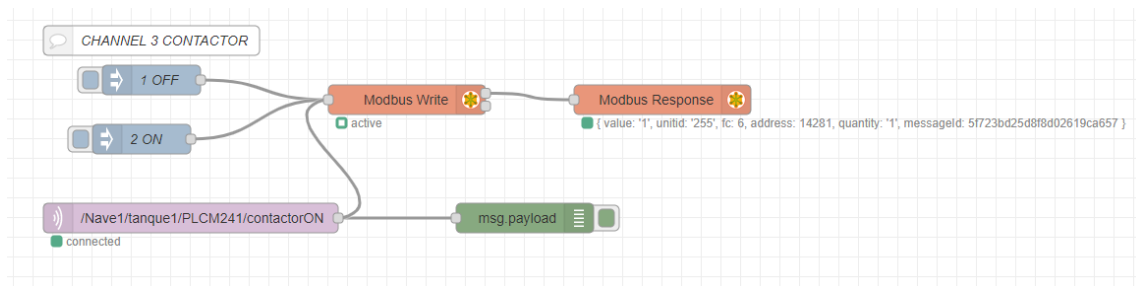 CHANNEL 3 CONTACTOR
1 OFF
Modbus Write
Modbus Response
active
{ value: '1', unitid: '255', fc: 6, address: 14281, quantity: '1', messageId: 5f723bd25d8f8d02619ca657 }
2 ON
/Nave1/tanque1/PLCM241/contactorON
msg.payload
connected